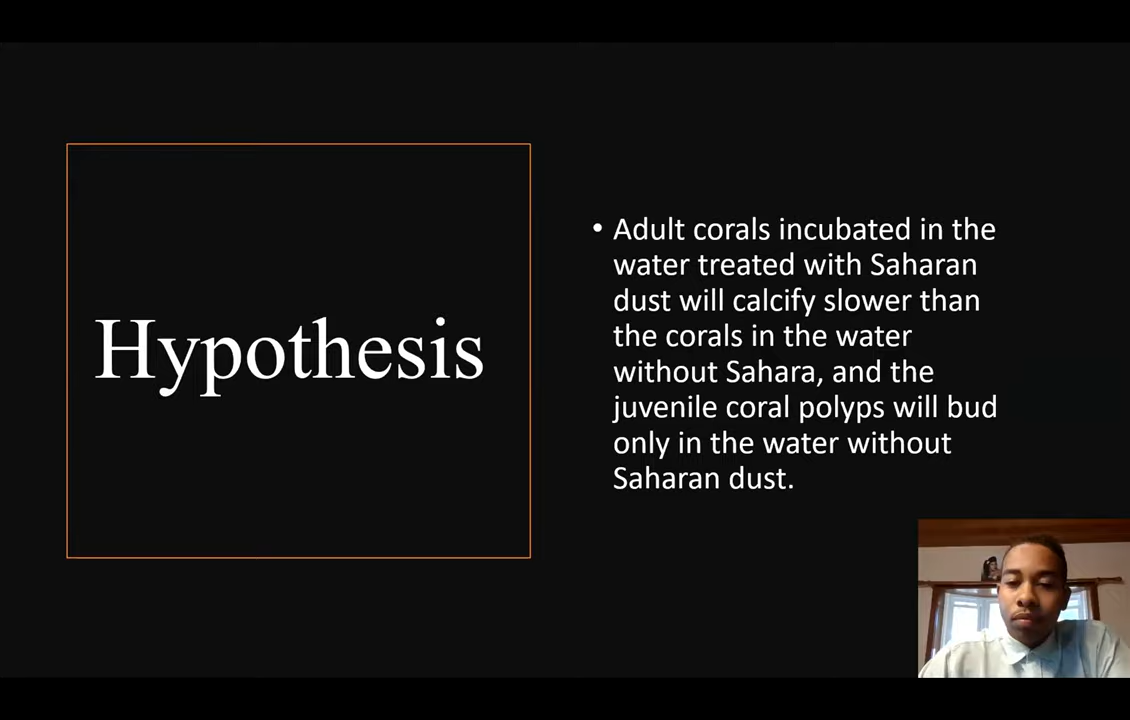 Hypothesis
• Adult corals incubated in the
water treated with Saharan
dust will calcify slower than
the corals in the water
without Sahara, and the
juvenile coral polyps will bud
only in the water without
Saharan dust.